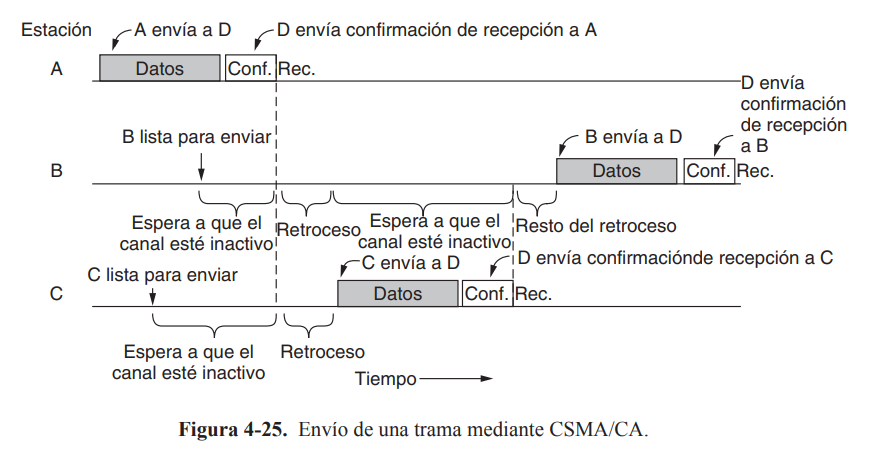 Estación
A envía a D
D envía confirmación de recepción a A
A
Datos
Conf.
Rec.
D envía
confirmación
de recepción
a B
B lista para enviar
B envía a D
B
Datos
Conf.
Rec.
Espera a que el
canal esté inactivo
Retroceso
Espera a que el
canal esté inactivo
Resto del retroceso
C lista para enviar
C envía a D
D envía confirmaciónde recepción a C
C
Datos
Conf.
Rec.
Espera a que el
canal esté inactivo
Retroceso
Tiempo
Figura 4-25. Envío de una trama mediante CSMA/CA.